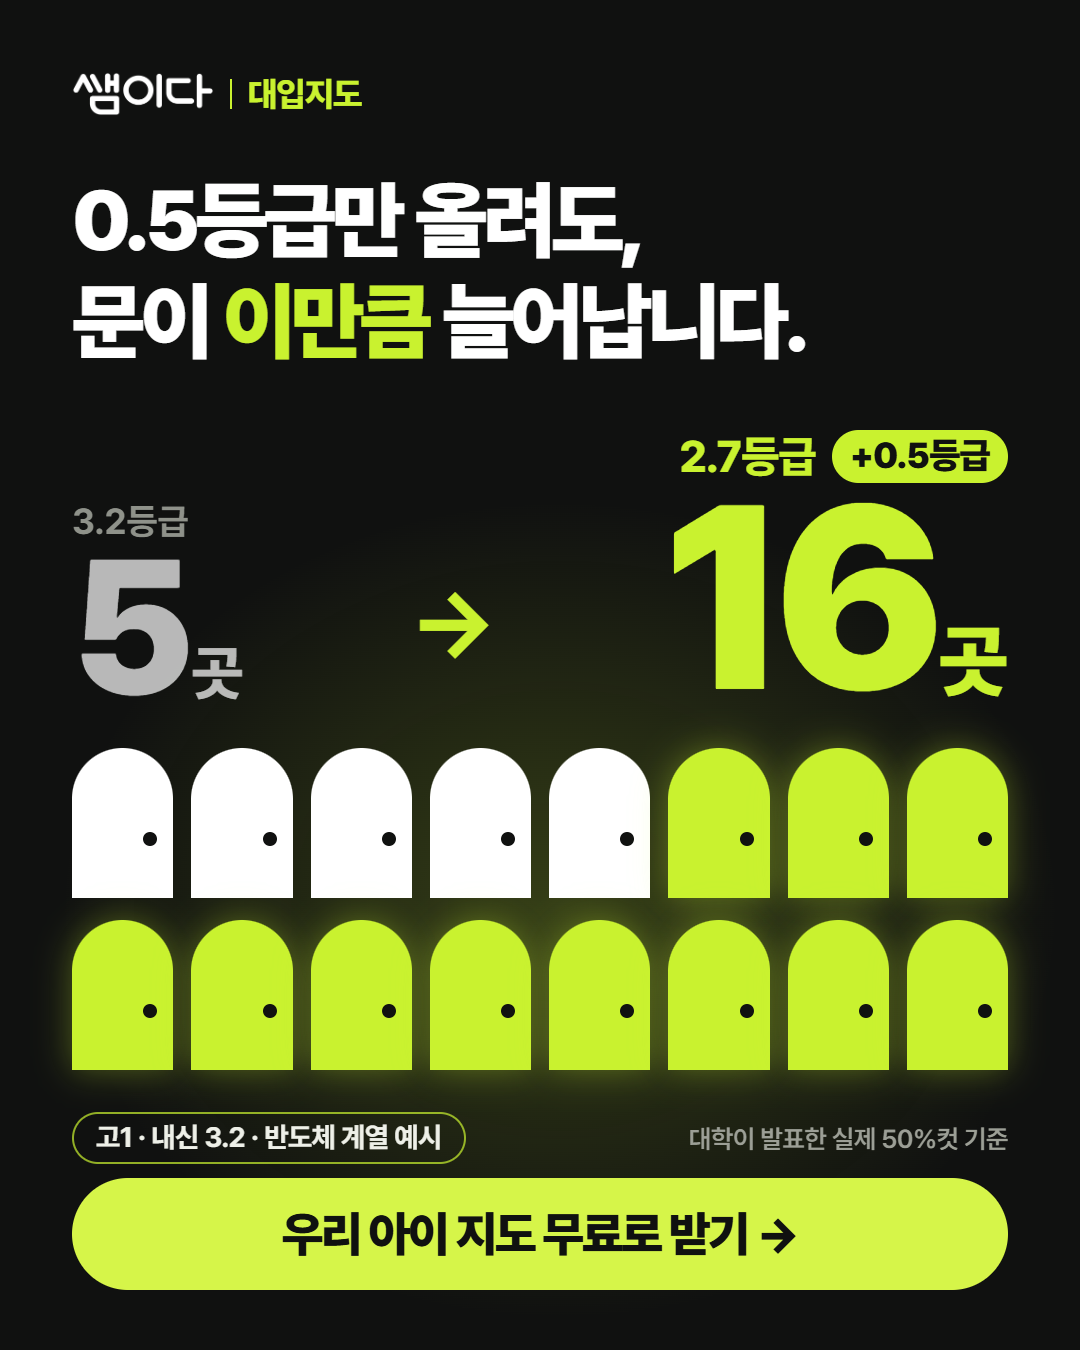 쌤이다 | 대입지도
0.5등급만 올려도,
문이 이만큼 늘어납니다.
2.7등급 +0.5등급
3.2등급
5곳 → 16곳
고1 · 내신 3.2 · 반도체 계열 예시
대학이 발표한 실제 50%컷 기준
우리 아이 지도 무료로 받기 →